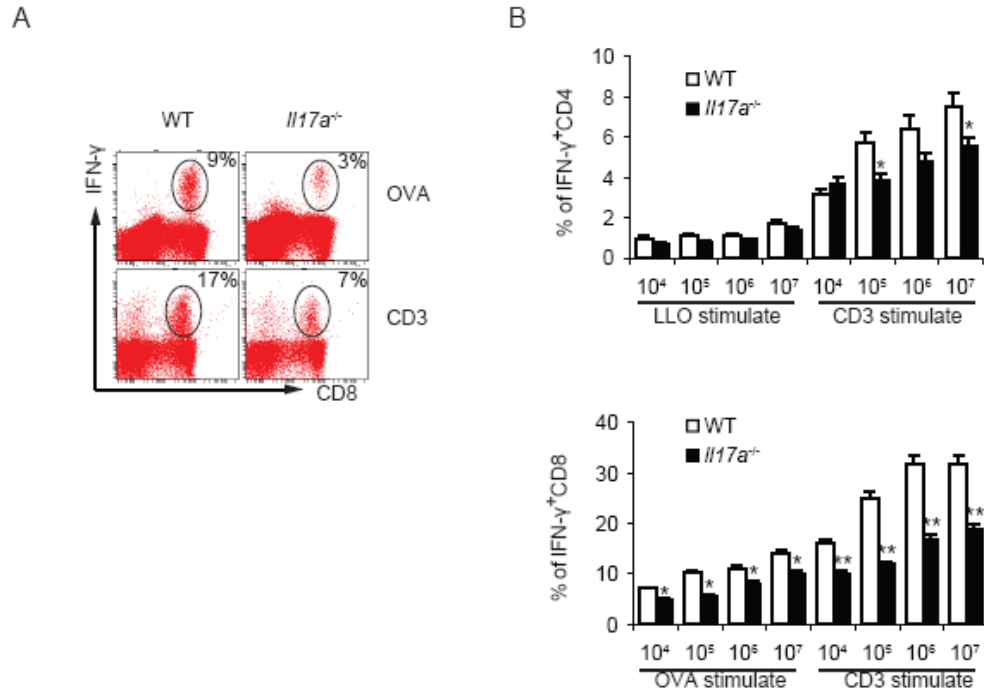 A
WT
Il17a-/-
IFN-γ
9%
3%
OVA
17%
7%
CD3
CD8
B
10
8
6
4
2
0
% of IFN-γ⁺CD4
WT
Il17a-/-
*
*
10⁴ 10⁵ 10⁶ 10⁷ 10⁴ 10⁵ 10⁶ 10⁷
LLO stimulate CD3 stimulate
40
30
20
10
0
% of IFN-γ⁺CD8
WT
Il17a-/-
* * * * ** ** ** **
10⁴ 10⁵ 10⁶ 10⁷ 10⁴ 10⁵ 10⁶ 10⁷
OVA stimulate CD3 stimulate